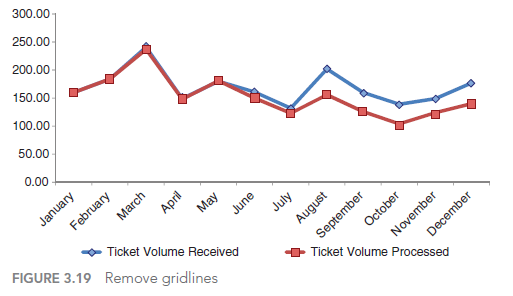 300.00
250.00
200.00
150.00
100.00
50.00
0.00
January February March April May June July August September October November December
Ticket Volume Received Ticket Volume Processed
FIGURE 3.19 Remove gridlines